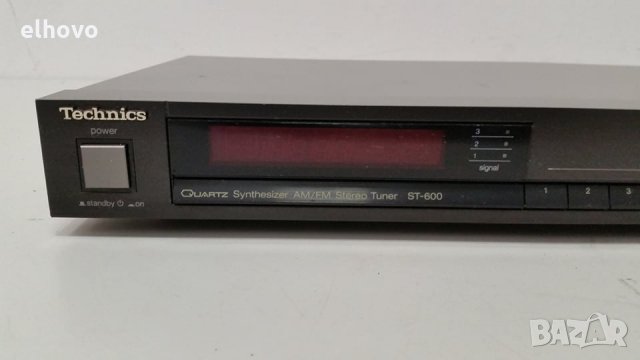 elhovo
Technics
power
standby on
3
2
1
signal
QUARTZ Synthesizer AM/FM Stereo Tuner ST-600
1 2 3
BAZAR